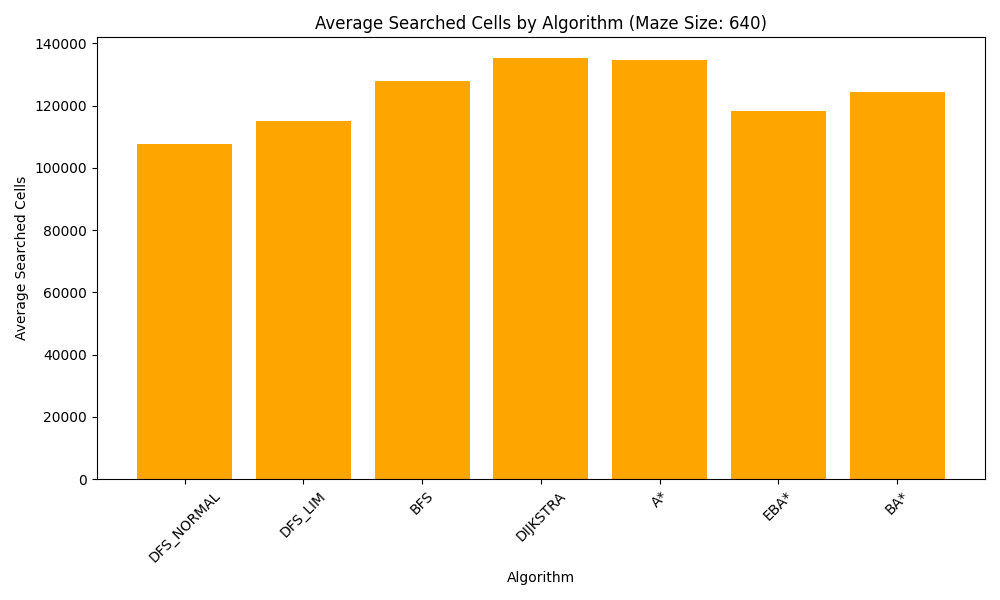 Average Searched Cells by Algorithm (Maze Size: 640)
140000
120000
100000
80000
60000
40000
20000
0
Average Searched Cells
DFS_NORMAL
DFS_LIM
BFS
DIJKSTRA
A*
EBA*
BA*
Algorithm